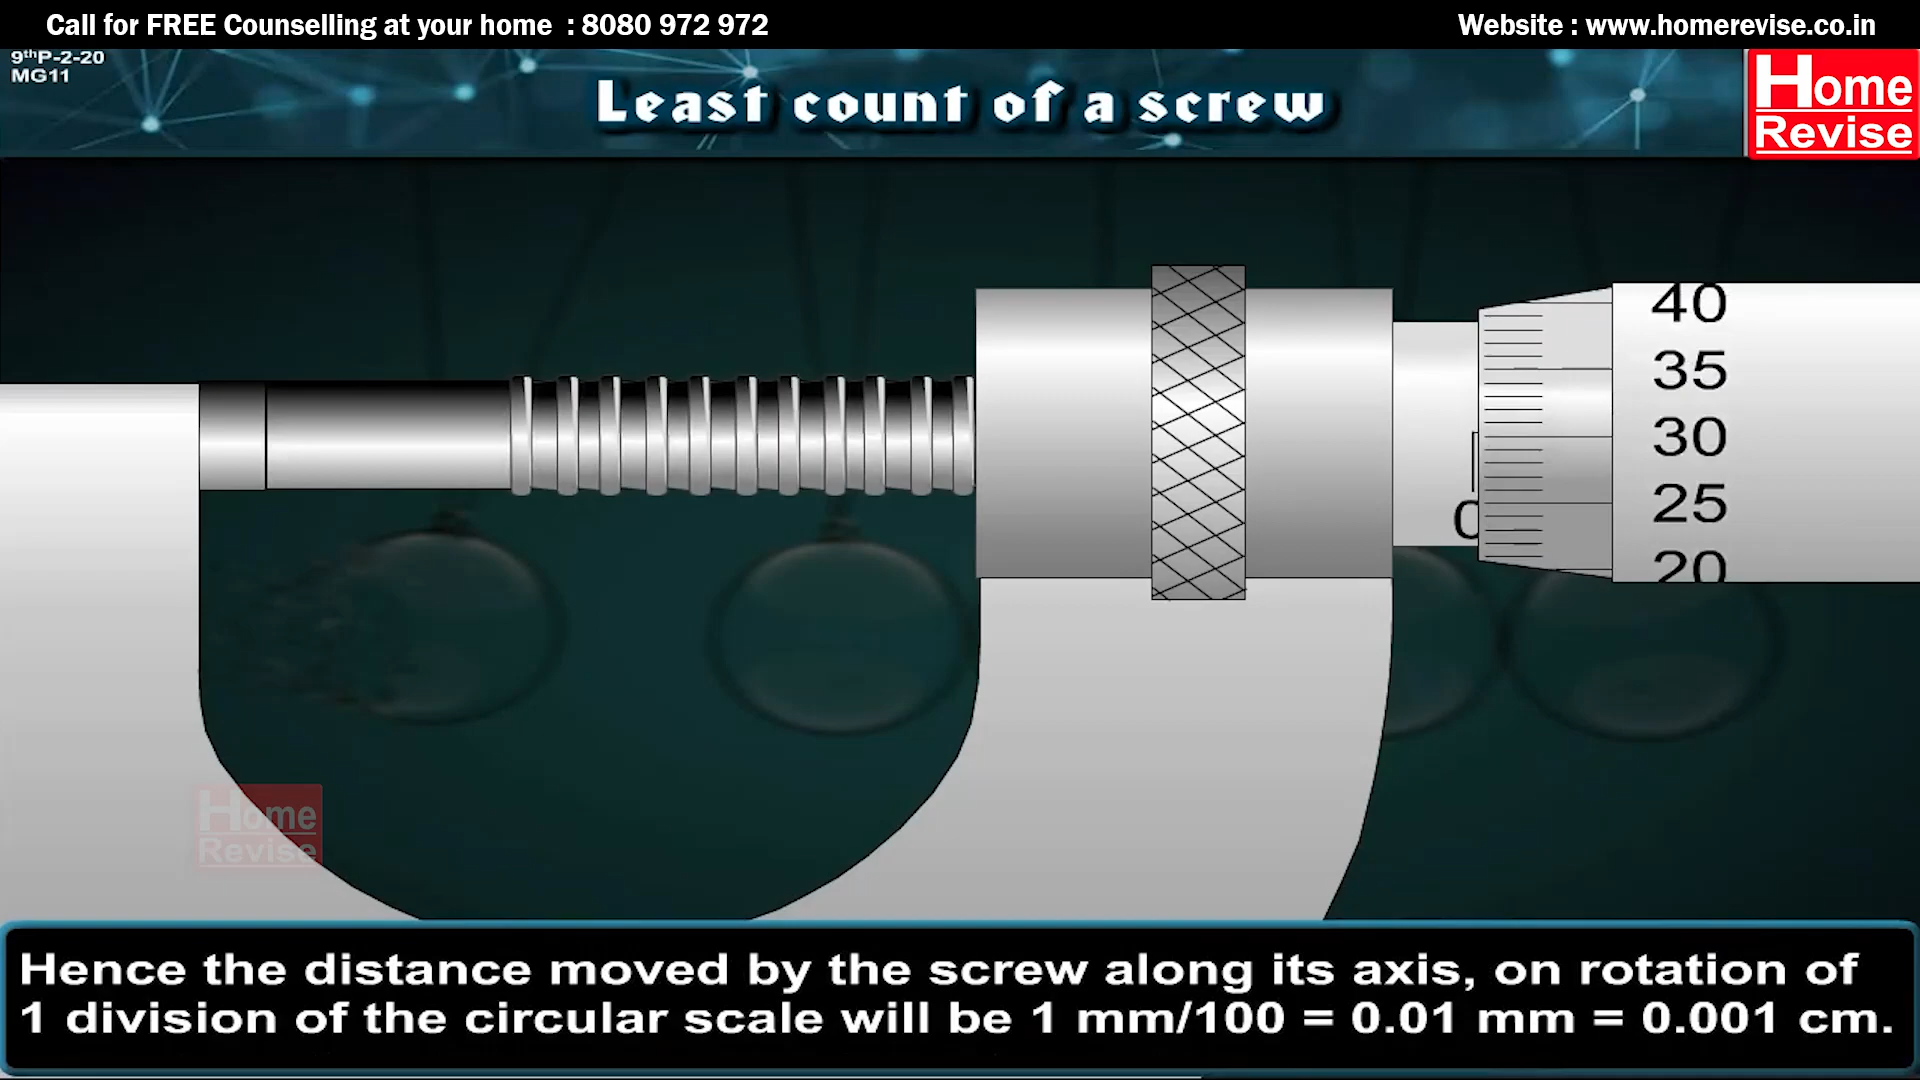 Call for FREE Counselling at your home : 8080 972 972
Website : www.homerevise.co.in
9thP-2-20
MG11
Least count of a screw
Home
Revise
40
35
30
25
20
0
Home
Revise
Hence the distance moved by the screw along its axis, on rotation of
1 division of the circular scale will be 1 mm/100 = 0.01 mm = 0.001 cm.